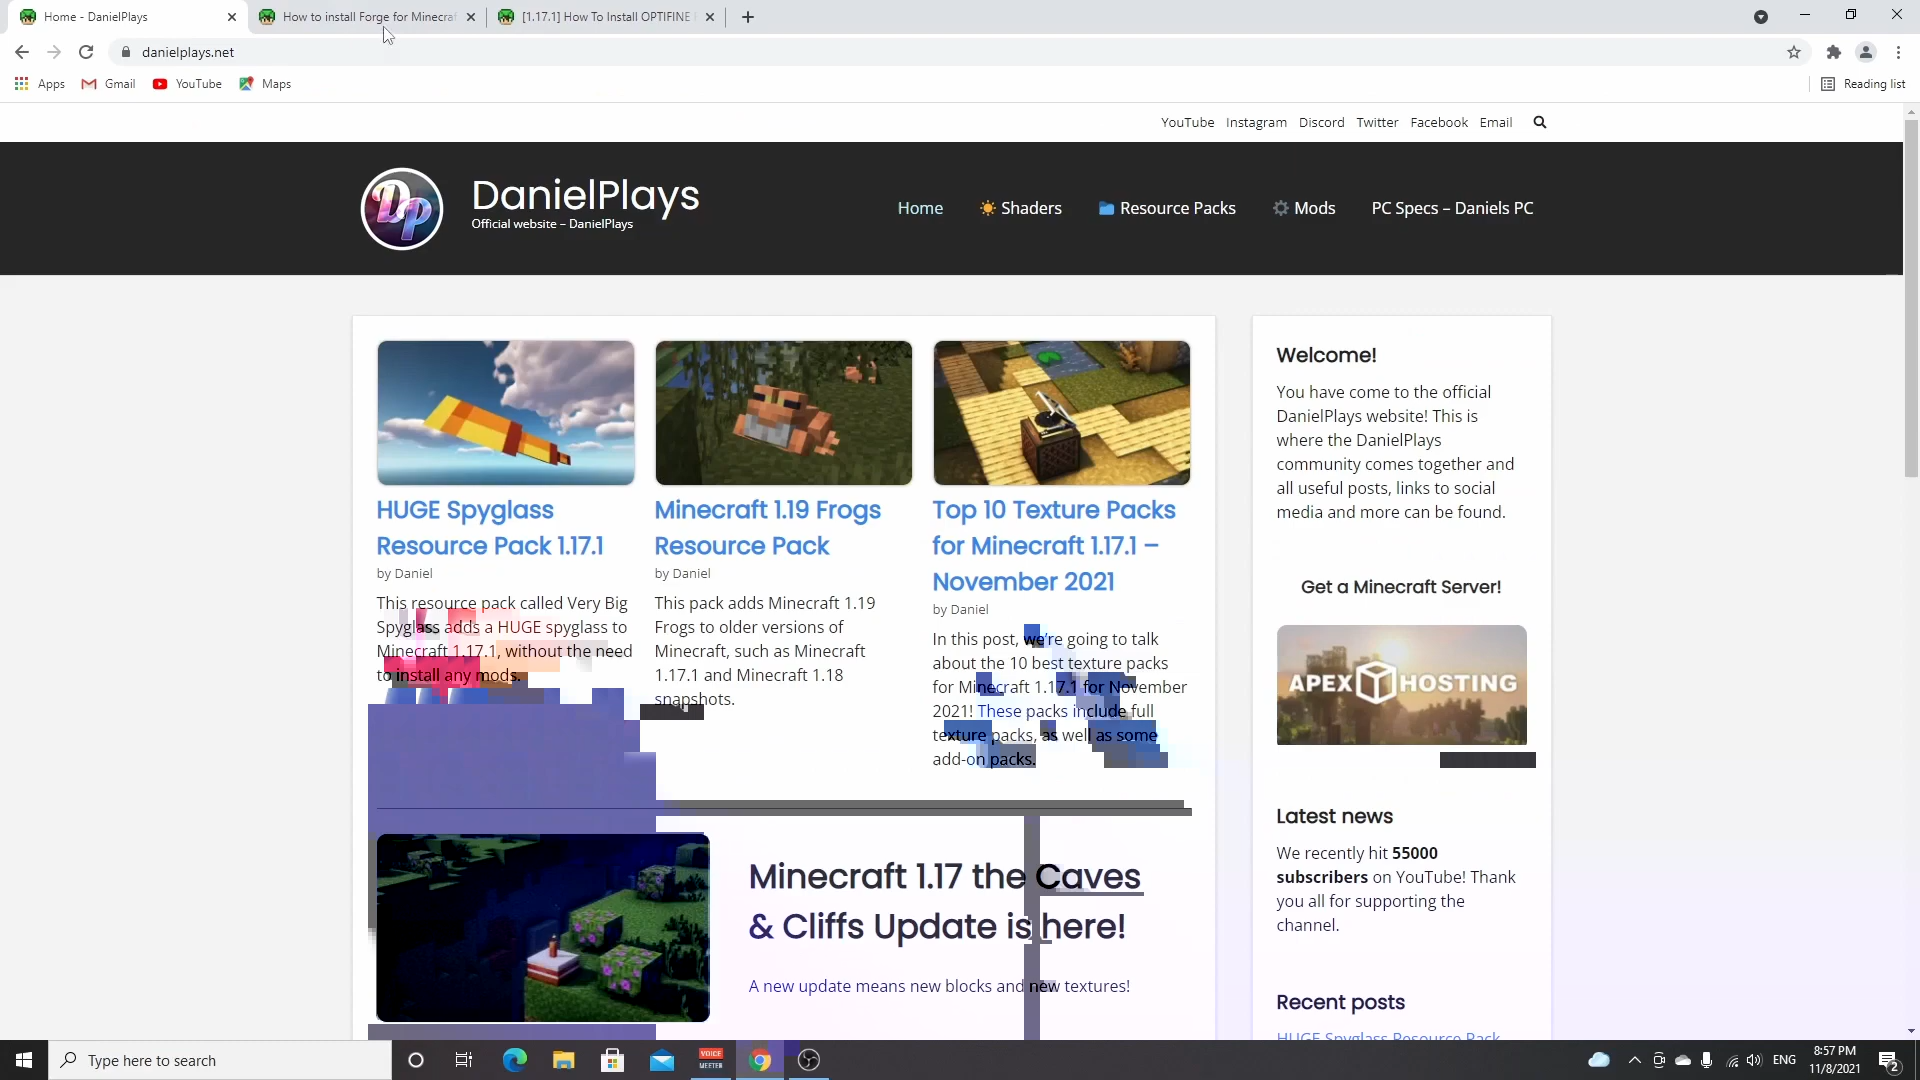 Home - DanielPlays
How to install Forge for Minecraf
[1.17.1] How To Install OPTIFINE
danielplays.net
Apps
Gmail
YouTube
Maps
Reading list
YouTube Instagram Discord Twitter Facebook Email
Dp
DanielPlays
Official website – DanielPlays
Home
Shaders
Resource Packs
Mods
PC Specs – Daniels PC
HUGE Spyglass
Resource Pack 1.17.1
by Daniel
This resource pack called Very Big
Spyglass adds a HUGE spyglass to
Minecraft 1.17.1, without the need
to install any mods.
Minecraft 1.19 Frogs
Resource Pack
by Daniel
This pack adds Minecraft 1.19
Frogs to older versions of
Minecraft, such as Minecraft
1.17.1 and Minecraft 1.18
snapshots.
Top 10 Texture Packs
for Minecraft 1.17.1 –
November 2021
by Daniel
In this post, we're going to talk
about the 10 best texture packs
for Minecraft 1.17.1 for November
2021! These packs include full
texture packs, as well as some
add-on packs.
Minecraft 1.17 the Caves
& Cliffs Update is here!
A new update means new blocks and new textures!
Welcome!
You have come to the official
DanielPlays website! This is
where the DanielPlays
community comes together and
all useful posts, links to social
media and more can be found.
Get a Minecraft Server!
APEX HOSTING
Latest news
We recently hit 55000
subscribers on YouTube! Thank
you all for supporting the
channel.
Recent posts
HUGE Spyglass Resource Pack
Type here to search
VOICE
MEETER
ENG
8:57 PM
11/8/2021
2